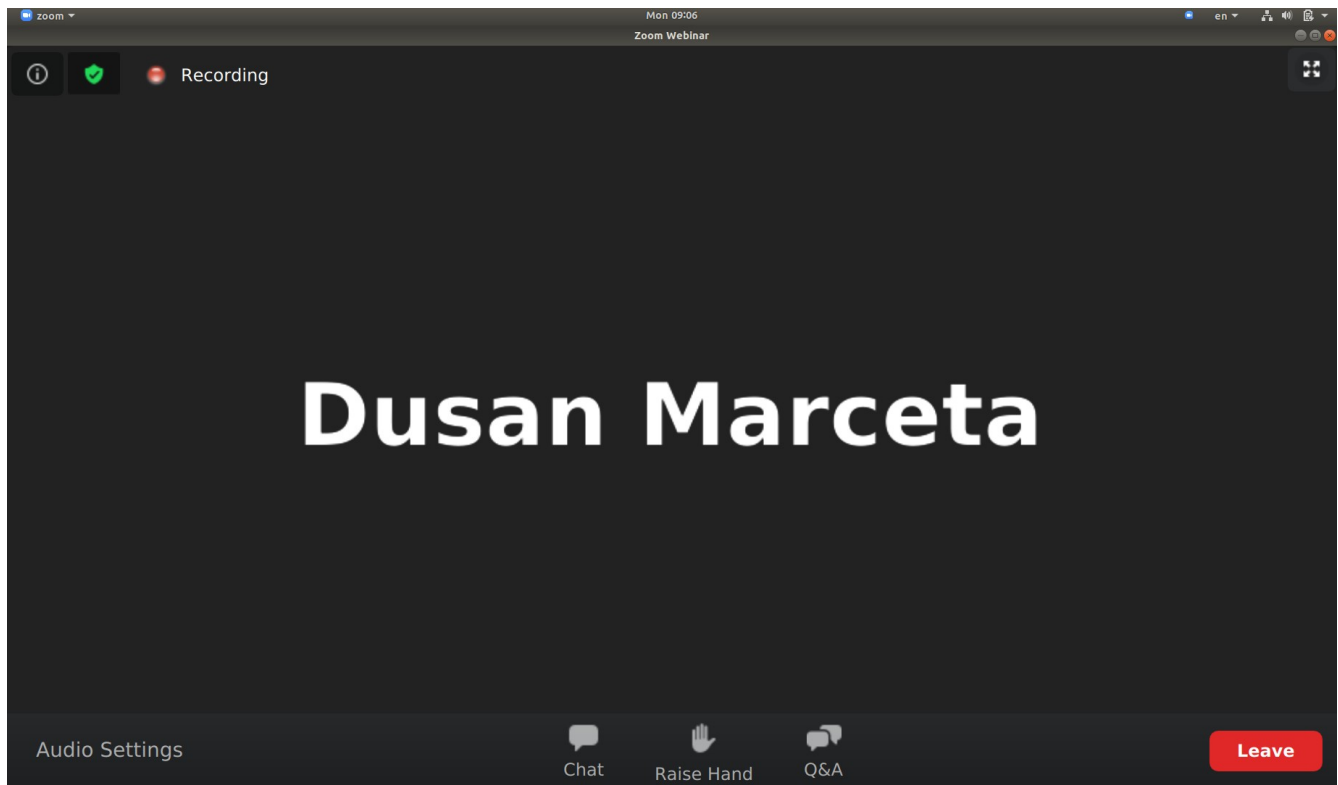 zoom Mon 09:06 en
Zoom Webinar
Recording
Dusan Marceta
Audio Settings Chat Raise Hand Q&A Leave